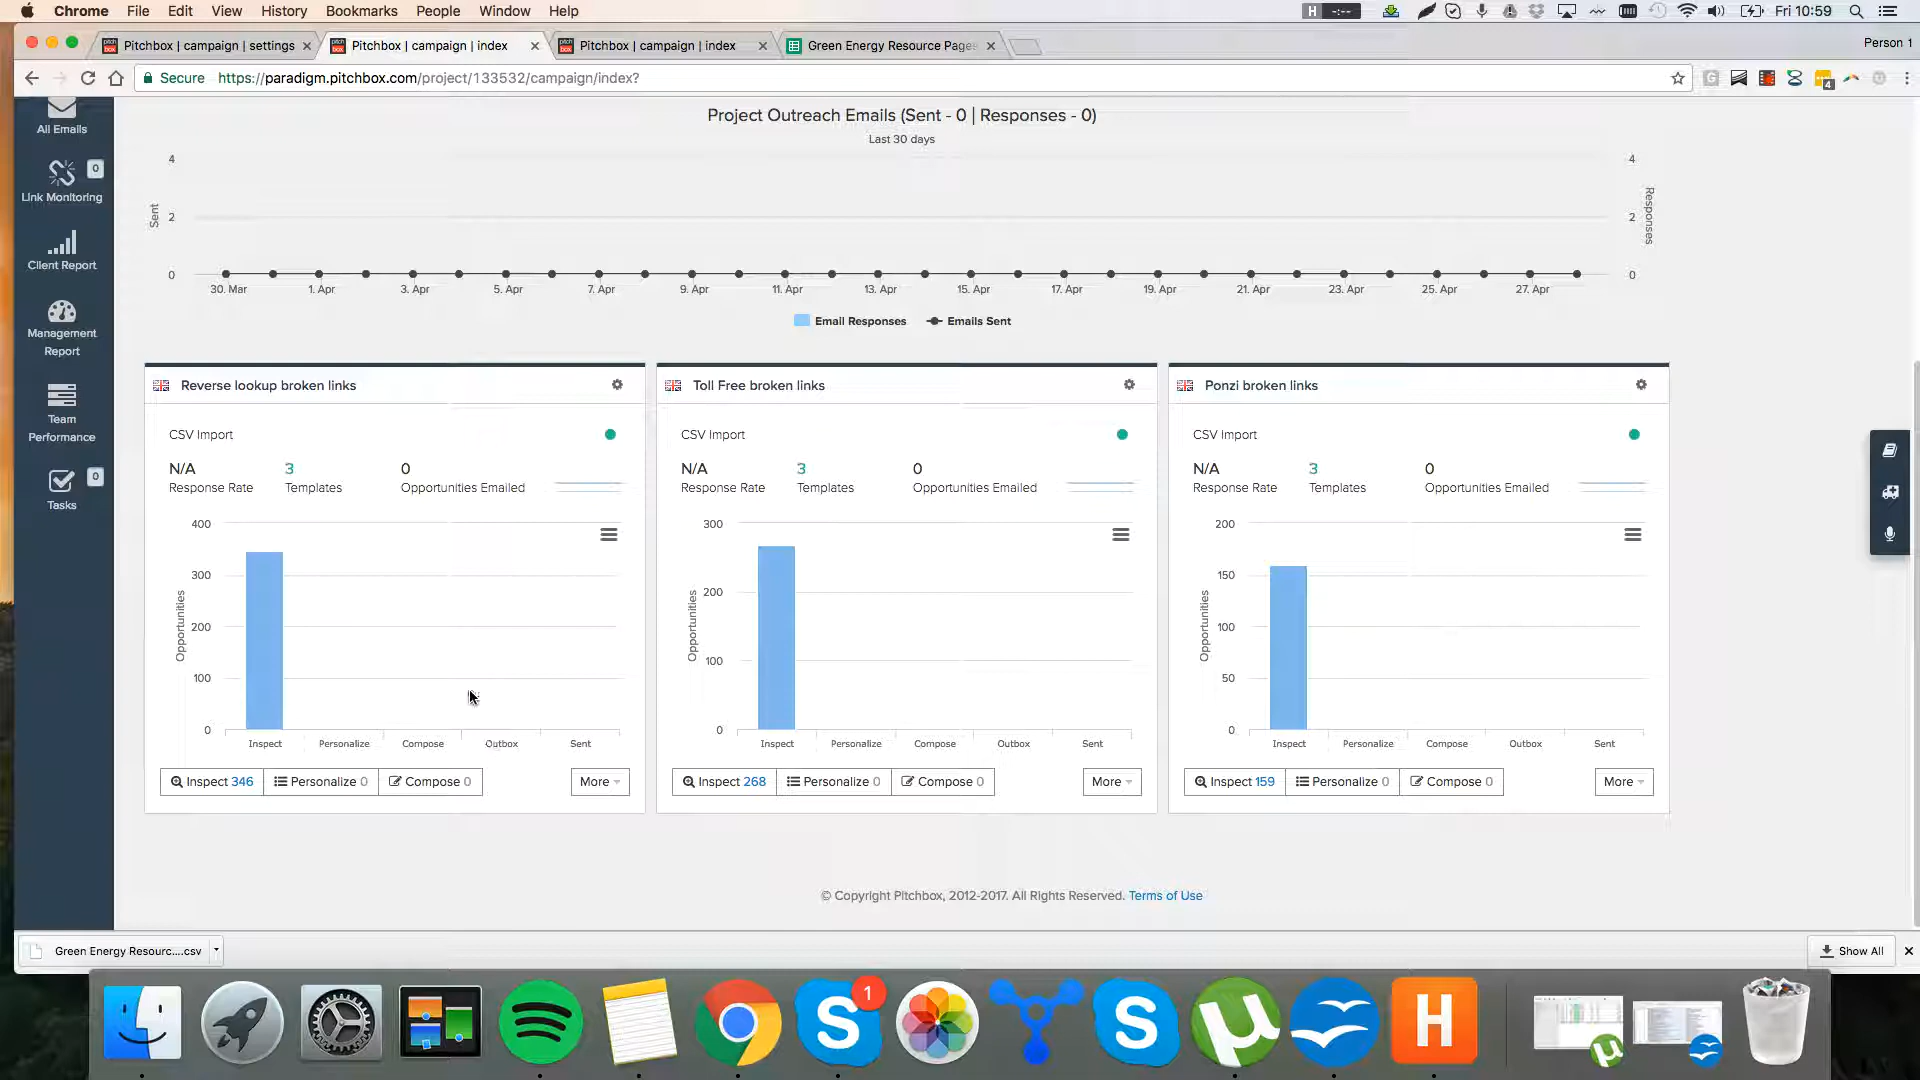 Chrome File Edit View History Bookmarks People Window Help
H --:-- Fri 10:59
Pitchbox | campaign | settings
Pitchbox | campaign | index
Pitchbox | campaign | index
Green Energy Resource Pages
Person 1
Secure https://paradigm.pitchbox.com/project/133532/campaign/index?
4
All Emails
0
Link Monitoring
Client Report
Management
Report
Team
Performance
0
Tasks
Project Outreach Emails (Sent - 0 | Responses - 0)
Last 30 days
4 4
Sent
2 2
Responses
0 0
30. Mar 1. Apr 3. Apr 5. Apr 7. Apr 9. Apr 11. Apr 13. Apr 15. Apr 17. Apr 19. Apr 21. Apr 23. Apr 25. Apr 27. Apr
Email Responses Emails Sent
Reverse lookup broken links
CSV Import
N/A 3 0
Response Rate Templates Opportunities Emailed
400
300
200
100
0
Opportunities
Inspect Personalize Compose Outbox Sent
Inspect 346 Personalize 0 Compose 0 More
Toll Free broken links
CSV Import
N/A 3 0
Response Rate Templates Opportunities Emailed
300
200
100
0
Opportunities
Inspect Personalize Compose Outbox Sent
Inspect 268 Personalize 0 Compose 0 More
Ponzi broken links
CSV Import
N/A 3 0
Response Rate Templates Opportunities Emailed
200
150
100
50
0
Opportunities
Inspect Personalize Compose Outbox Sent
Inspect 159 Personalize 0 Compose 0 More
© Copyright Pitchbox, 2012-2017. All Rights Reserved. Terms of Use
Green Energy Resourc....csv
Show All
1
H